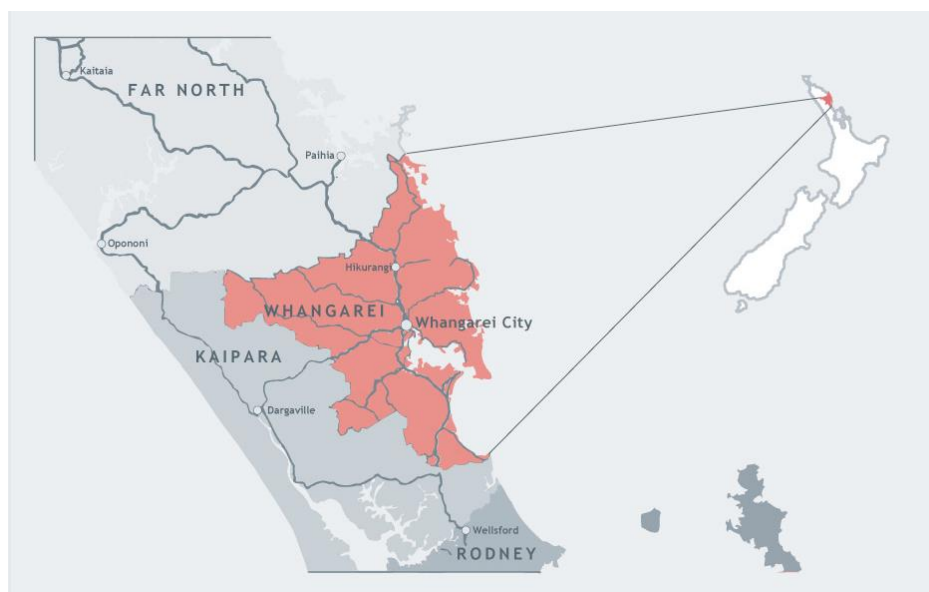 Kaitaia
FAR NORTH
Paihia
Opononi
Hikurangi
WHANGAREI
Whangarei City
KAIPARA
Dargaville
Wellsford
RODNEY